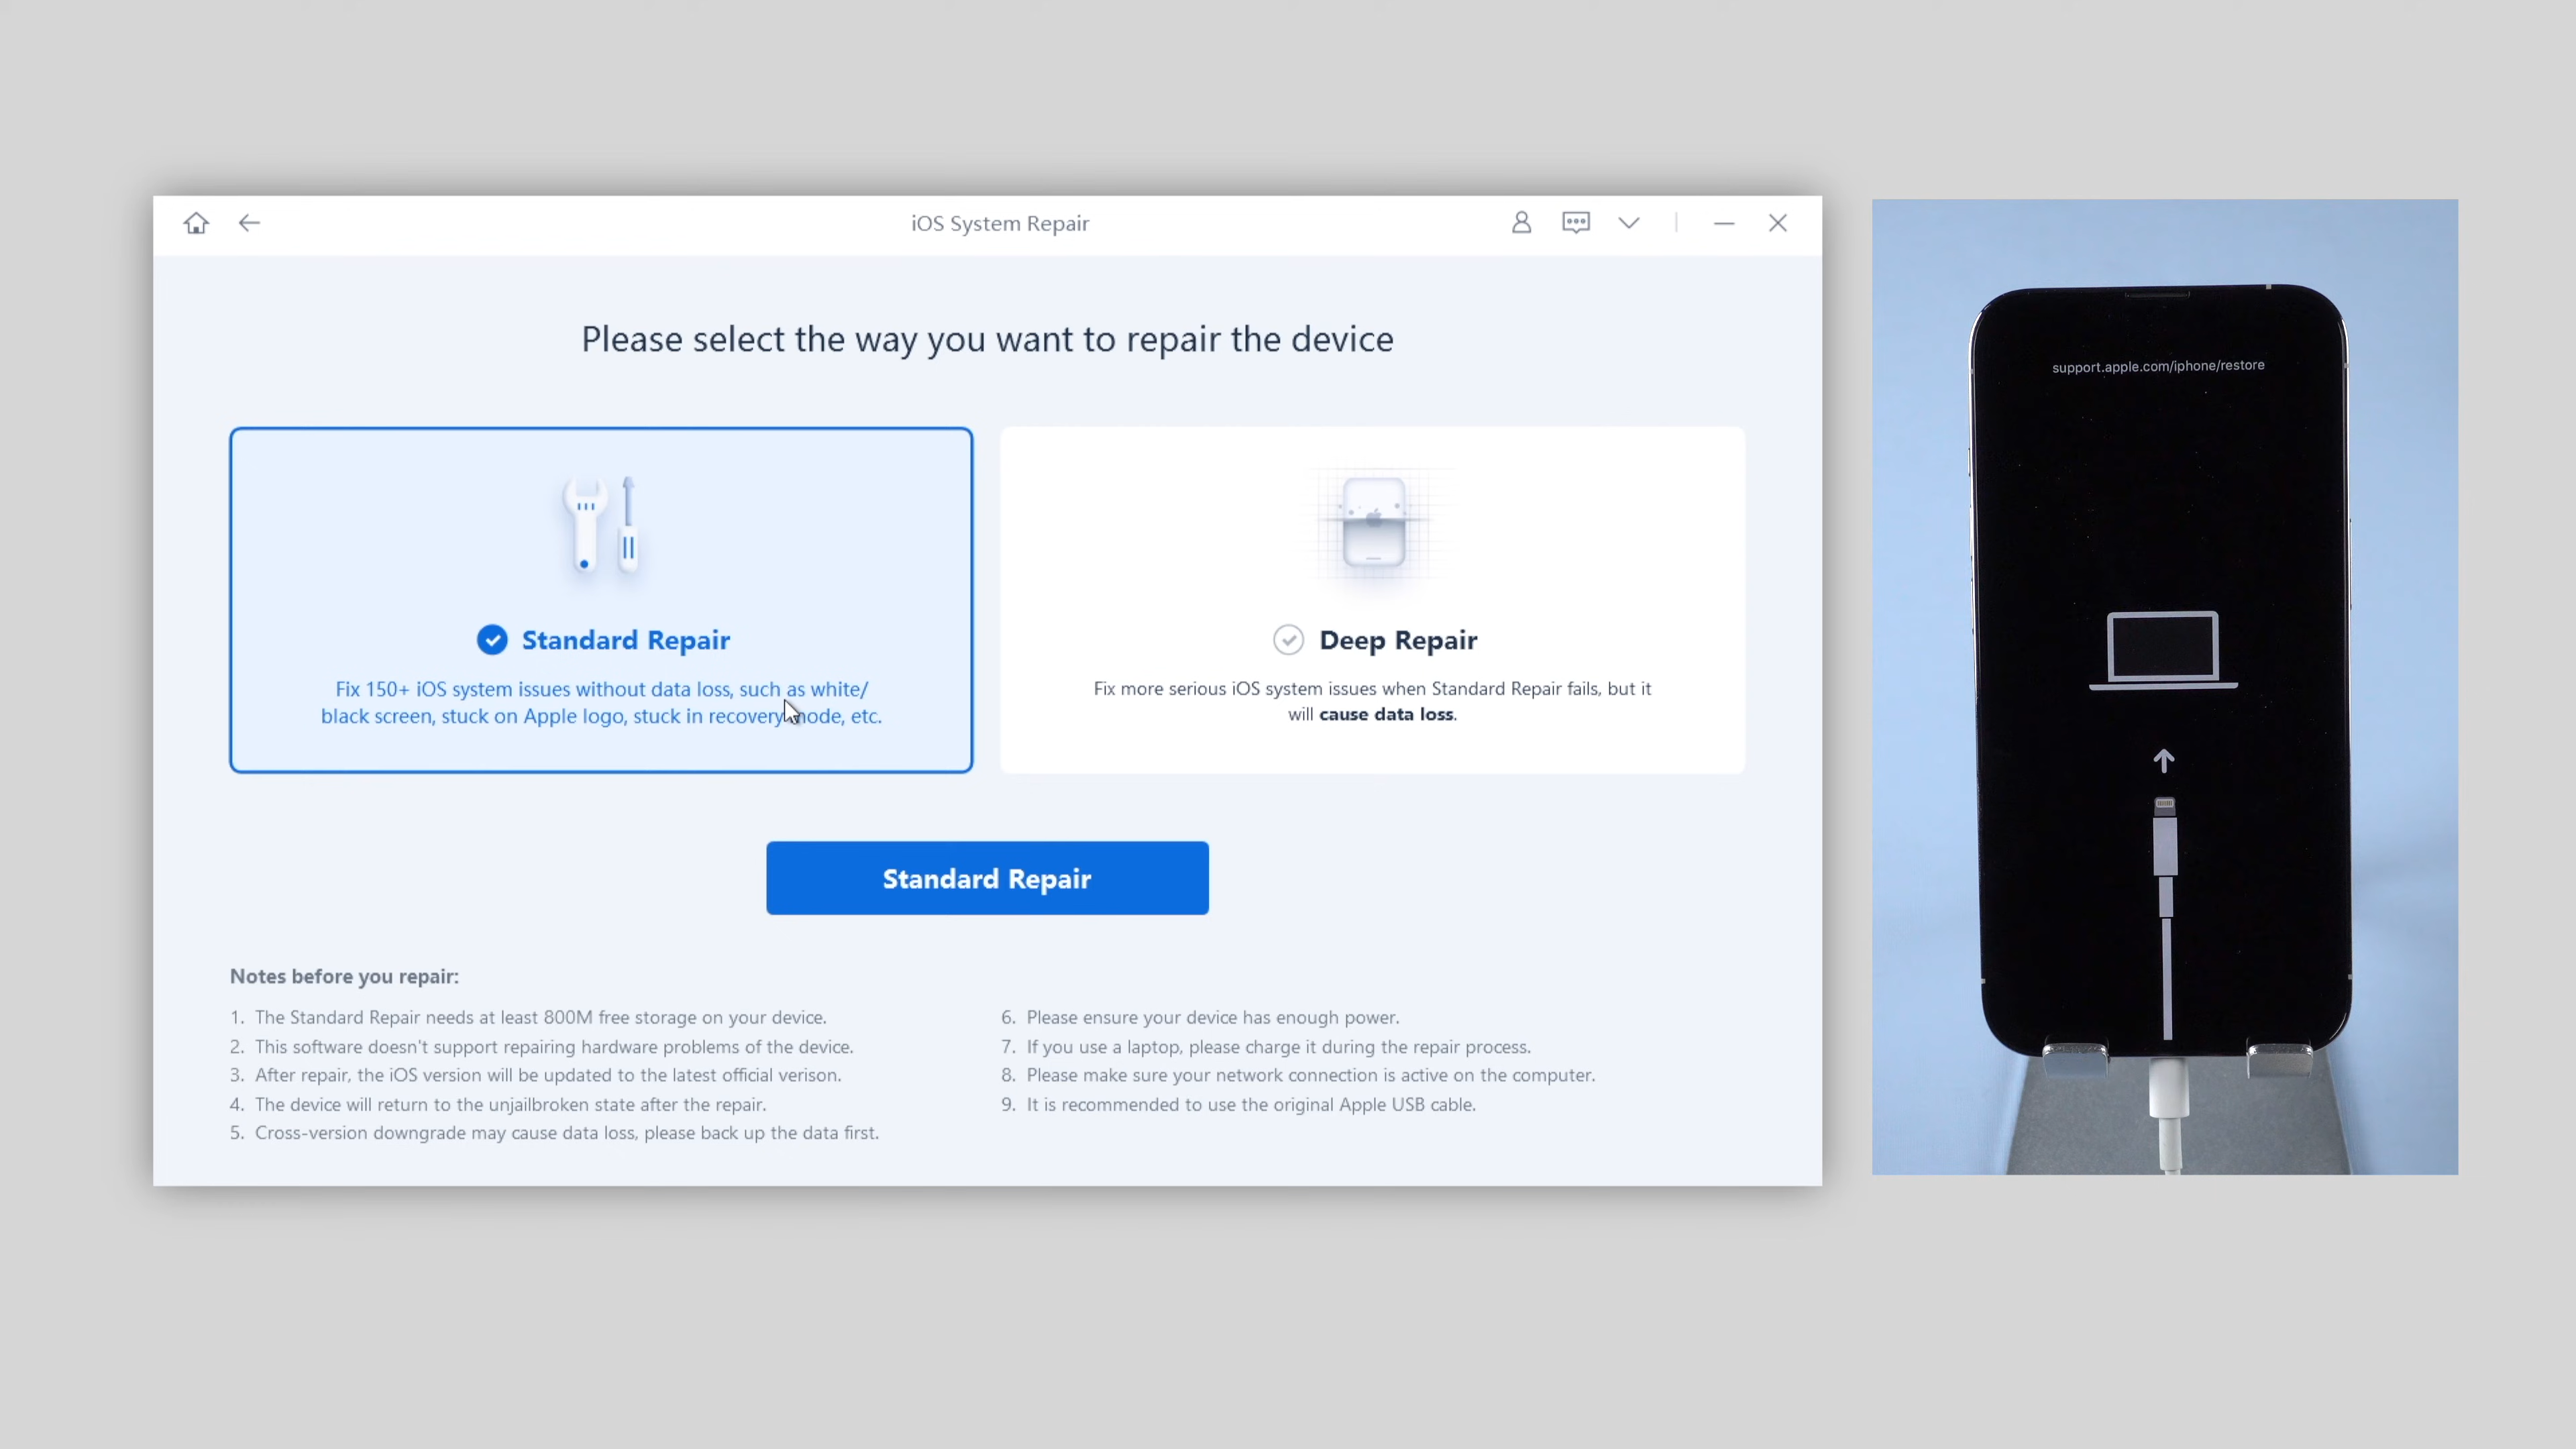 iOS System Repair
Please select the way you want to repair the device
Standard Repair
Fix 150+ iOS system issues without data loss, such as white/
black screen, stuck on Apple logo, stuck in recovery mode, etc.
Deep Repair
Fix more serious iOS system issues when Standard Repair fails, but it
will cause data loss.
Standard Repair
Notes before you repair:
1. The Standard Repair needs at least 800M free storage on your device.
2. This software doesn't support repairing hardware problems of the device.
3. After repair, the iOS version will be updated to the latest official verison.
4. The device will return to the unjailbroken state after the repair.
5. Cross-version downgrade may cause data loss, please back up the data first.
6. Please ensure your device has enough power.
7. If you use a laptop, please charge it during the repair process.
8. Please make sure your network connection is active on the computer.
9. It is recommended to use the original Apple USB cable.
support.apple.com/iphone/restore